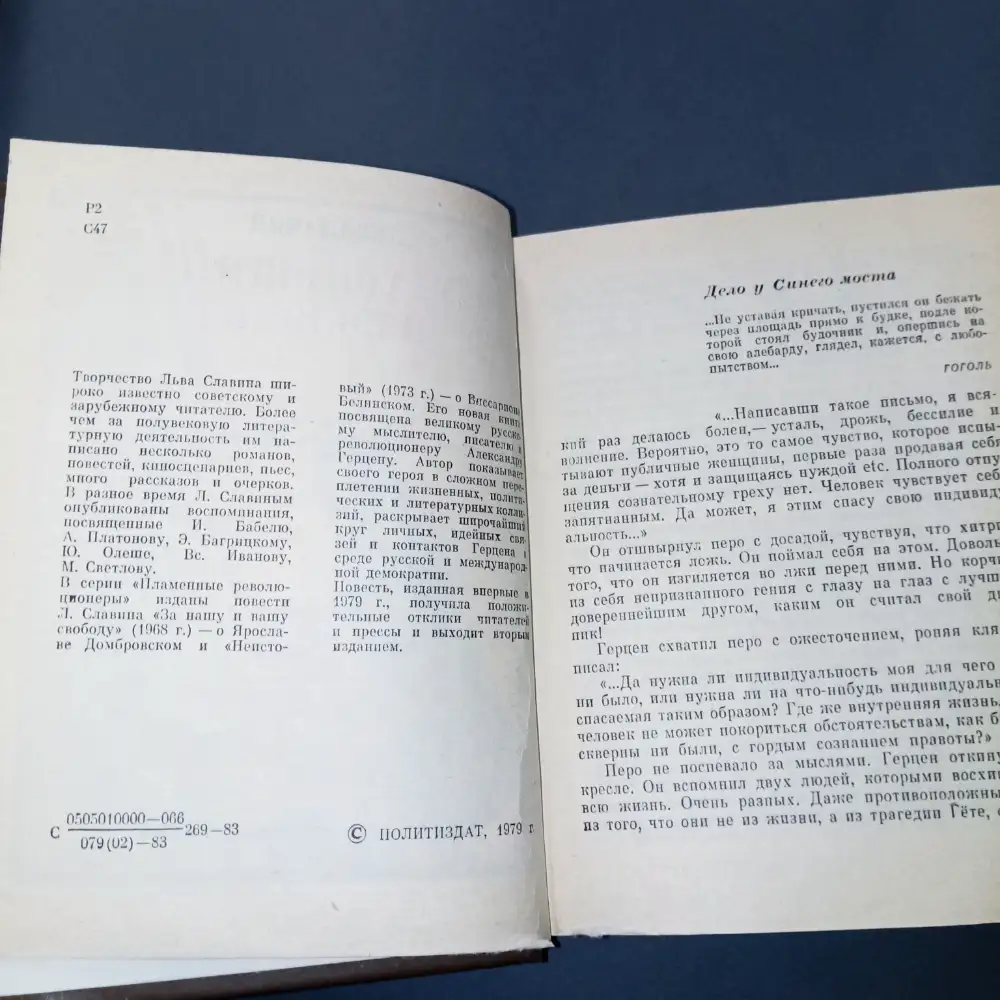 Р2
С47
Творчество Льва Славина ши-
роко известно советскому и
зарубежному читателю. Более
чем за полувековую литера-
турную деятельность им на-
писано несколько романов,
повестей, киносценариев, пьес,
много рассказов и очерков.
В разное время Л. Славиным
опубликованы воспоминания,
посвященные И. Бабелю,
А. Платонову, Э. Багрицкому,
Ю. Олеше, Вс. Иванову,
М. Светлову.
В серии «Пламенные револю-
ционеры» изданы повести
Л. Славина «За нашу и вашу
свободу» (1968 г.) — о Яросла-
ве Домбровском и «Неисто-
вый» (1973 г.) — о Виссарионе
Белинском. Его новая книга
посвящена великому русско-
му мыслителю, писателю и
революционеру Александру
Герцену. Автор показывает
своего героя в сложном пере-
плетении жизненных, полити-
ческих и литературных колли-
зий, раскрывает широчайший
круг личных, идейных свя-
зей и контактов Герцена в
среде русской и международ-
ной демократии.
Повесть, изданная впервые в
1979 г., получила положи-
тельные отклики читателей
и прессы и выходит вторым
изданием.
С 0505010000—066
079(02)—83
269—83
© ПОЛИТИЗДАТ, 1979 г.
Дело у Синего моста
...Не уставая кричать, пустился он бежать
через площадь прямо к будке, подле ко-
торой стоял будочник и, опершись на
свою алебарду, глядел, кажется, с любо-
пытством...
ГОГОЛЬ
«...Написавши такое письмо, я вся-
кий раз делаюсь болен,— усталь, дрожь, бессилие и
волнение. Вероятно, это то самое чувство, которое испы-
тывают публичные женщины, первые раза продавая себя
за деньги — хотя и защищаясь нуждой etc. Полного отпу-
щения сознательному греху нет. Человек чувствует себ
запятнанным. Да может, я этим спасу свою индивиду
альность...»
Он отшвырнул перо с досадой, чувствуя, что хитри
что начинается ложь. Он поймал себя на этом. Доволь
того, что он изгиляется во лжи перед ними. Но корчи
из себя непризнанного гения с глазу на глаз с лучш
довереннейшим другом, каким он считал свой дн
ник!
Герцен схватил перо с ожесточением, роняя кля
писал:
«...Да нужна ли индивидуальность моя для чего
ни было, или нужна ли на что-нибудь индивидуальн
спасаемая таким образом? Где же внутренняя жизнь,
человек не может покориться обстоятельствам, как б
скверны ни были, с гордым сознанием правоты?»
Перо не поспевало за мыслями. Герцен откину
кресле. Он вспомнил двух людей, которыми восхи
всю жизнь. Очень разных. Даже противоположны
из того, что они не из жизни, а из трагедии Гёте, с